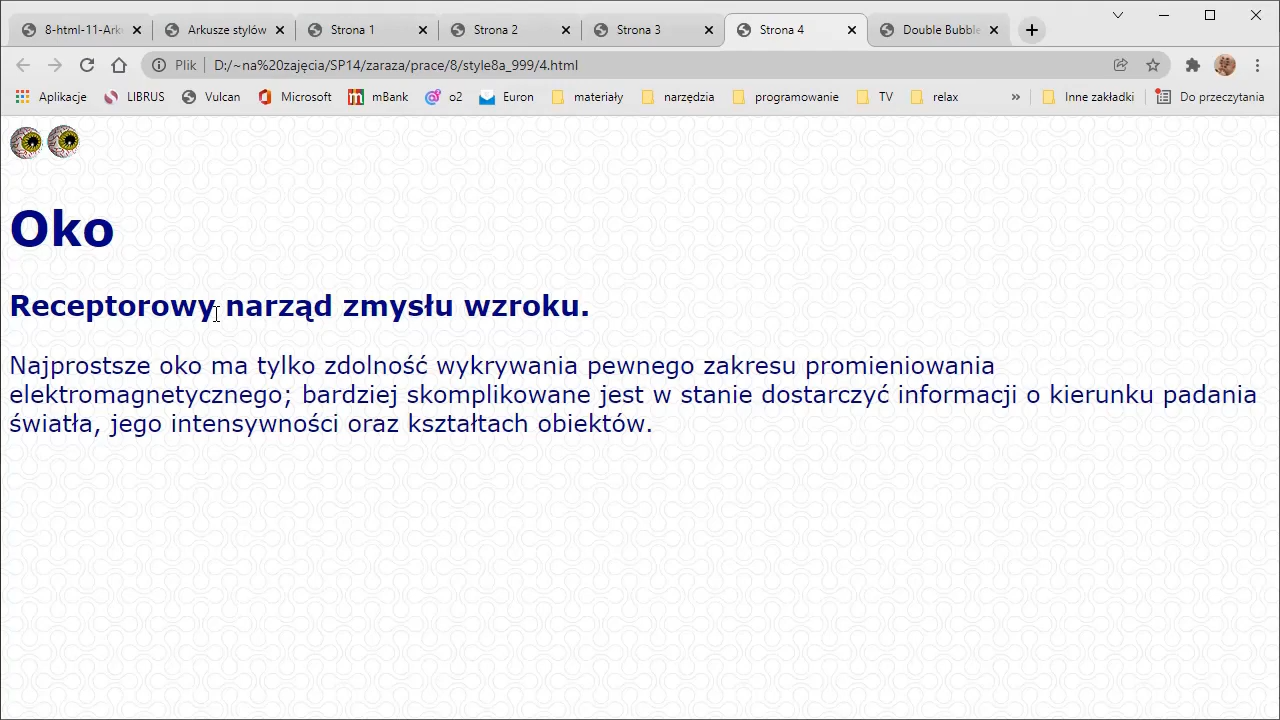 8-html-11-Ark
Arkusze stylów
Strona 1
Strona 2
Strona 3
Strona 4
Double Bubble
Plik
D:/~na%20zajęcia/SP14/zaraza/prace/8/style8a_999/4.html
Aplikacje
LIBRUS
Vulcan
Microsoft
mBank
o2
Euron
materiały
narzędzia
programowanie
TV
relax
»
Inne zakładki
Do przeczytania
Oko
Receptorowy narząd zmysłu wzroku.
Najprostsze oko ma tylko zdolność wykrywania pewnego zakresu promieniowania
elektromagnetycznego; bardziej skomplikowane jest w stanie dostarczyć informacji o kierunku padania
światła, jego intensywności oraz kształtach obiektów.